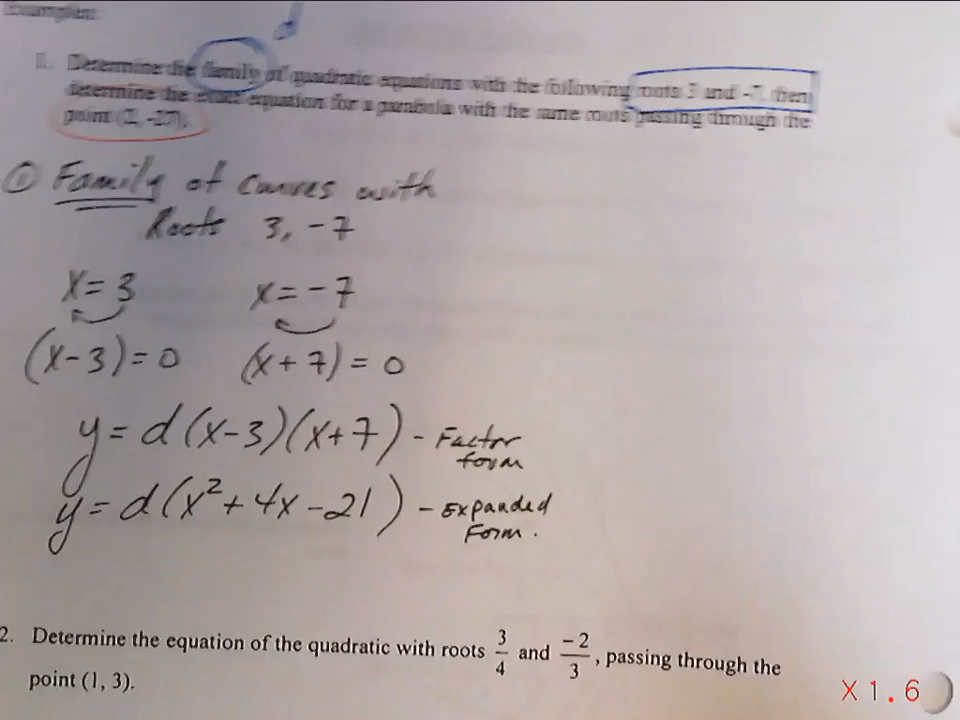 Examples:
1. Determine the family of quadratic equations with the following roots 3 and -7, then
determine the exact equation for a parabola with the same roots passing through the
point (2, -27).
① Family of Curves with
Roots 3, -7
x = 3 x = -7
(x-3) = 0 (x+7) = 0
y = d(x-3)(x+7) - Factor
form
y = d(x²+4x-21) - Expanded
Form.
2. Determine the equation of the quadratic with roots 3/4 and -2/3, passing through the
point (1, 3).
X1.6